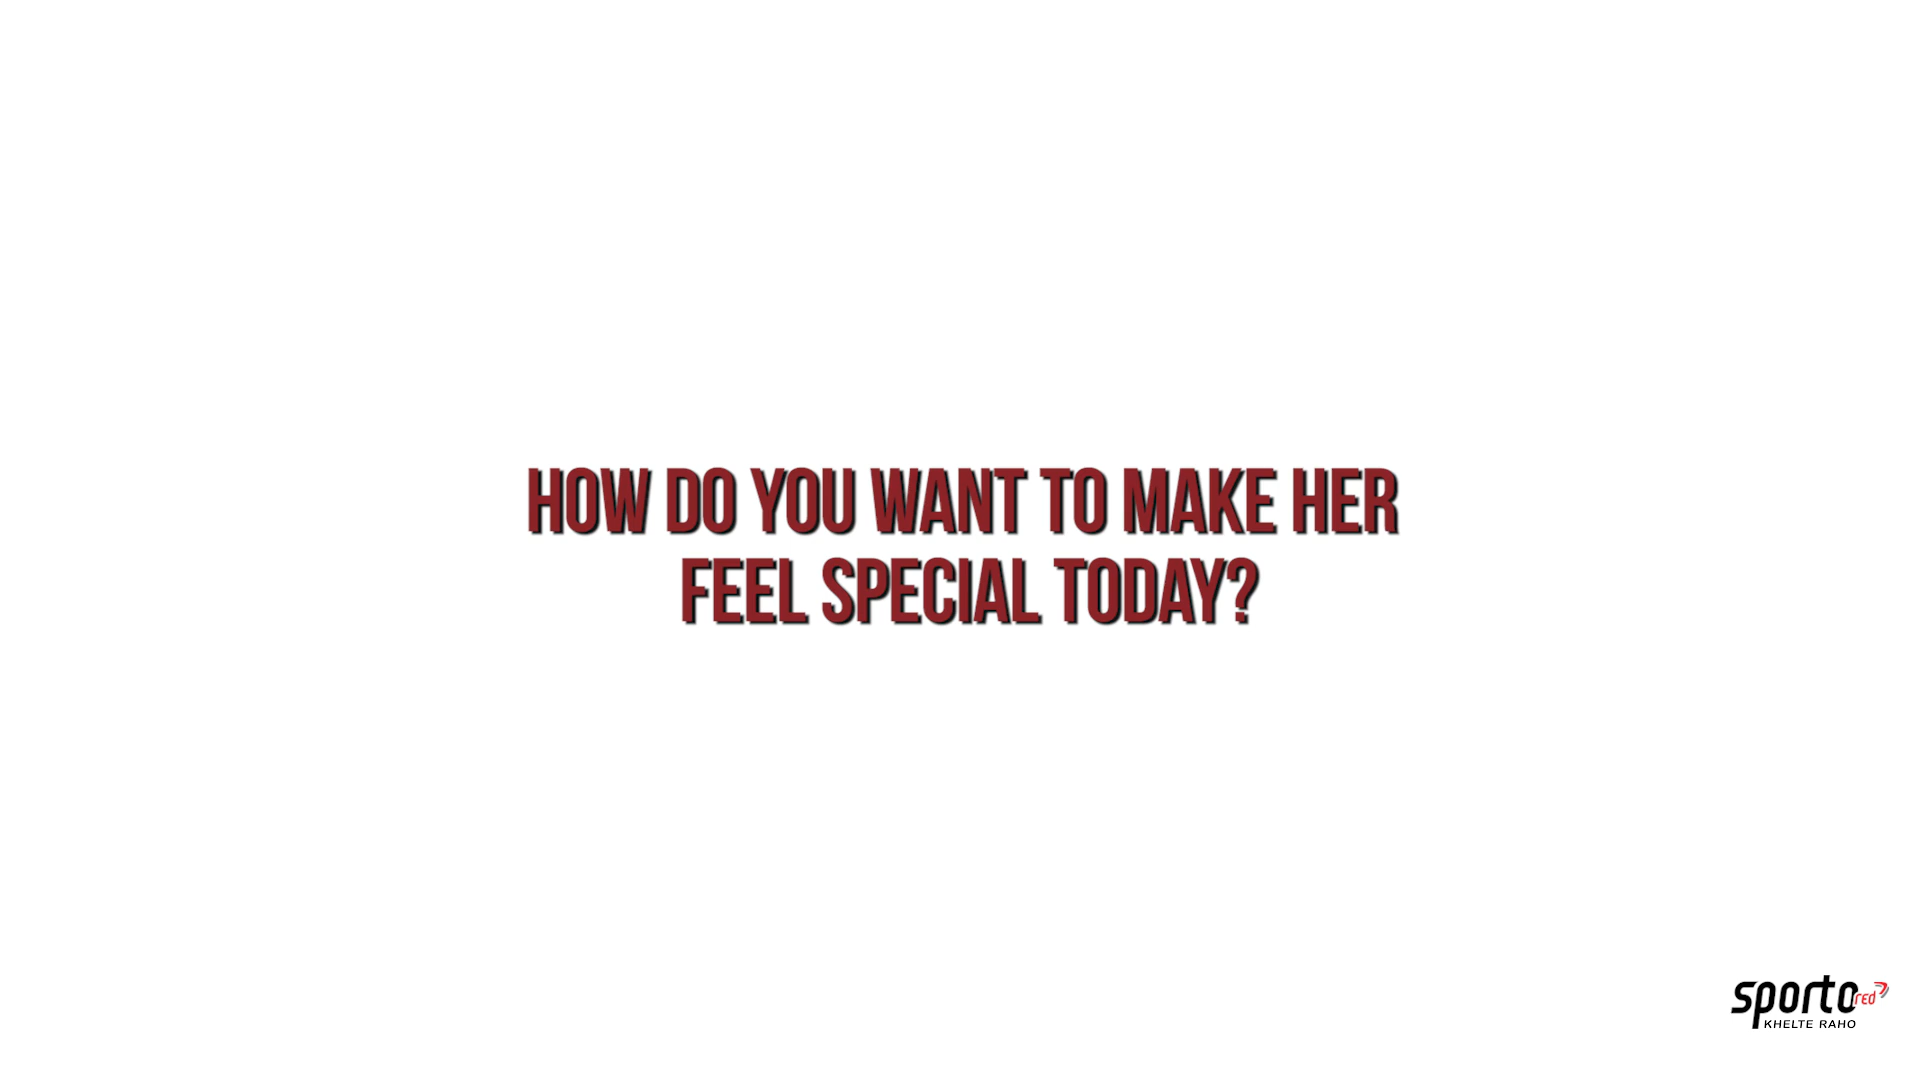 HOW DO YOU WANT TO MAKE HER
FEEL SPECIAL TODAY?
sporto red
KHELTE RAHO